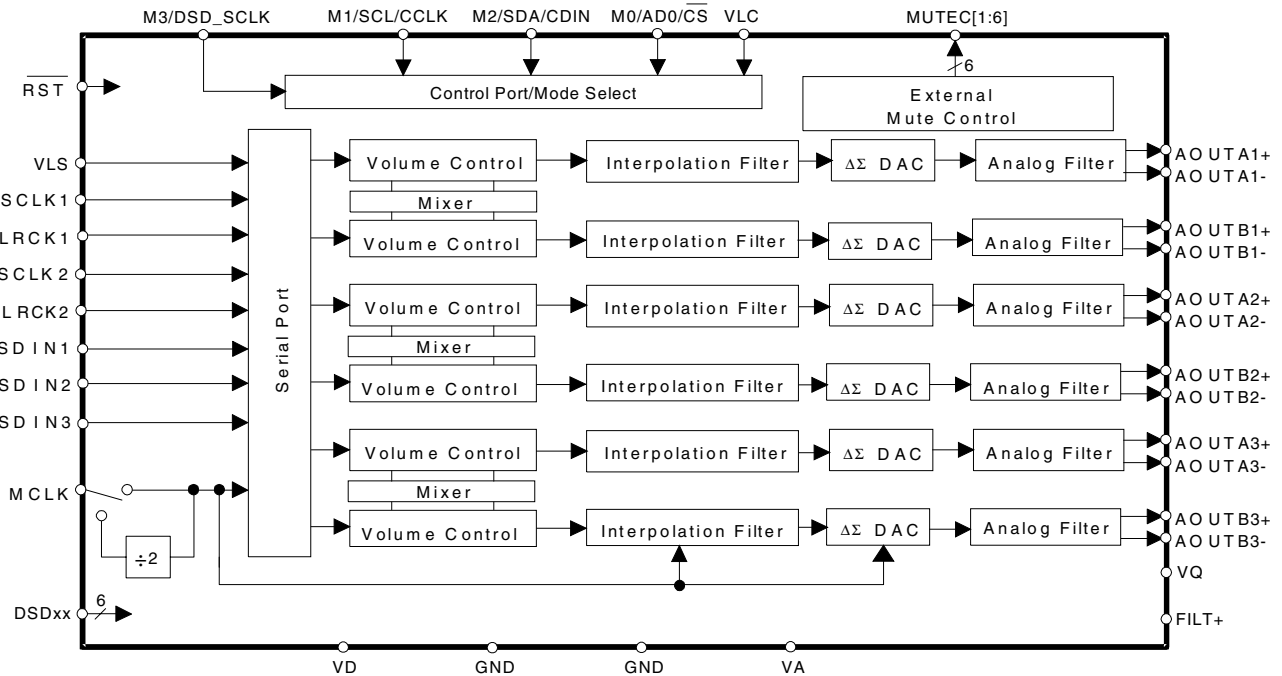 M3/DSD_SCLK
M1/SCL/CCLK
M2/SDA/CDIN
M0/AD0/CS
VLC
MUTEC[1:6]
6
RST
Control Port/Mode Select
External
Mute Control
VLS
SCLK1
LRCK1
SCLK2
LRCK2
SDIN1
SDIN2
SDIN3
MCLK
÷2
DSDxx
6
Serial Port
Volume Control
Interpolation Filter
ΔΣ DAC
Analog Filter
AOUTA1+
AOUTA1-
Mixer
Volume Control
Interpolation Filter
ΔΣ DAC
Analog Filter
AOUTB1+
AOUTB1-
Volume Control
Interpolation Filter
ΔΣ DAC
Analog Filter
AOUTA2+
AOUTA2-
Mixer
Volume Control
Interpolation Filter
ΔΣ DAC
Analog Filter
AOUTB2+
AOUTB2-
Volume Control
Interpolation Filter
ΔΣ DAC
Analog Filter
AOUTA3+
AOUTA3-
Mixer
Volume Control
Interpolation Filter
ΔΣ DAC
Analog Filter
AOUTB3+
AOUTB3-
VQ
FILT+
VD
GND
GND
VA